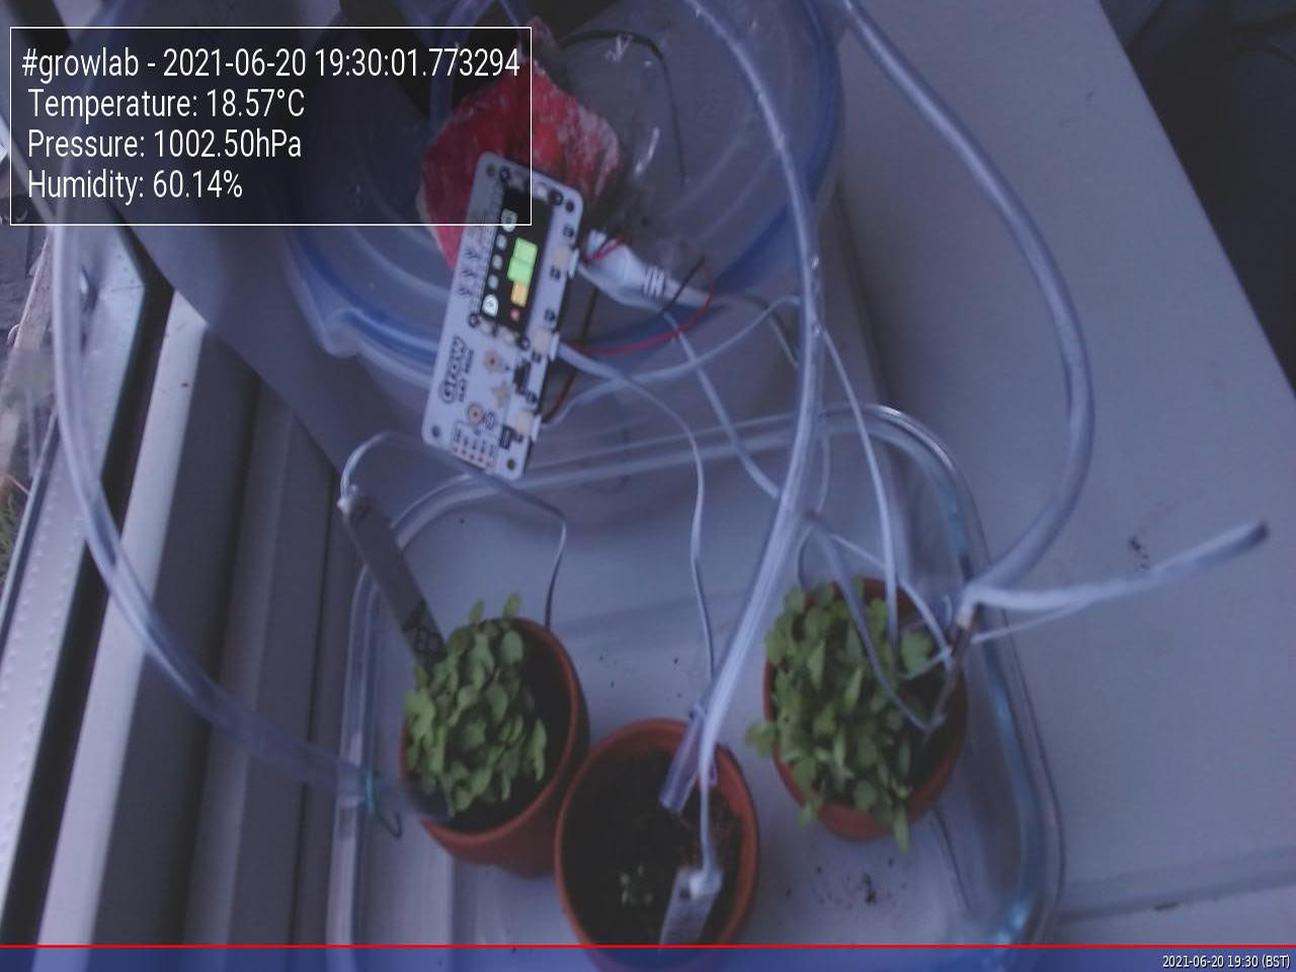 #growlab - 2021-06-20 19:30:01.773294
Temperature: 18.57°C
Pressure: 1002.50hPa
Humidity: 60.14%
Grow
2021-06-20 19:30 (BST)